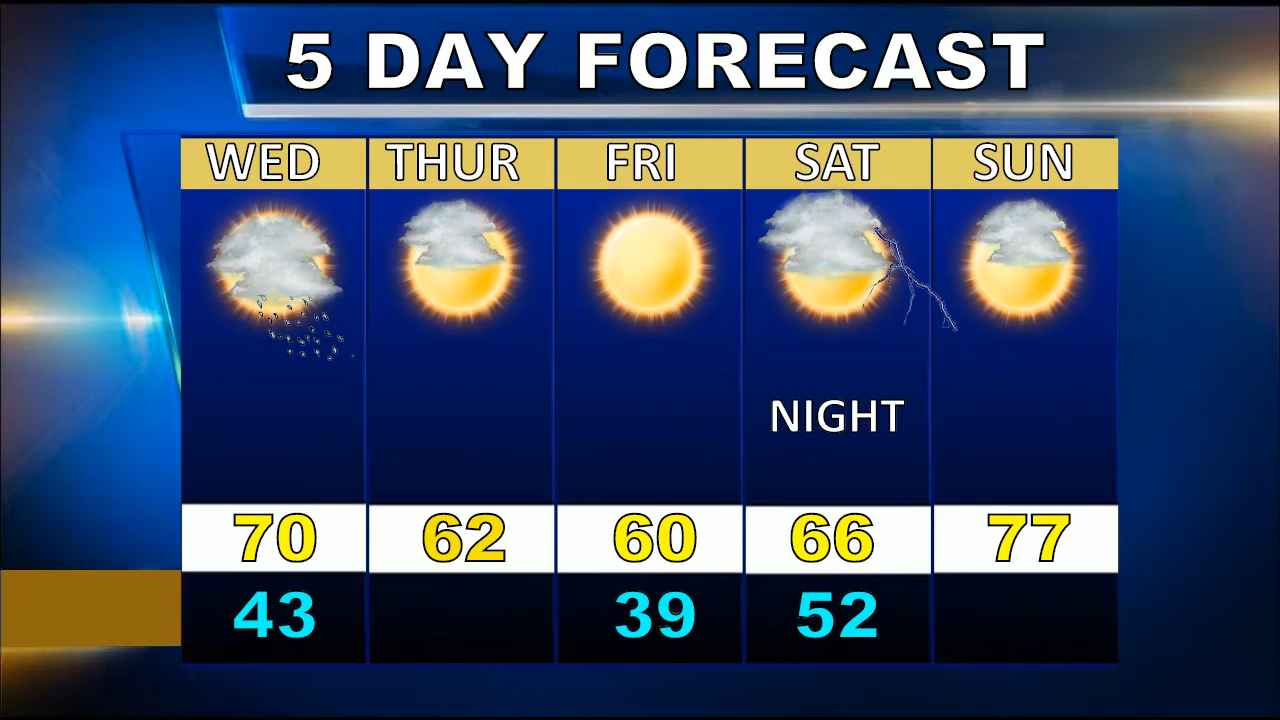 5 DAY FORECAST
WED THUR FRI SAT SUN
NIGHT
70 62 60 66 77
43 39 52